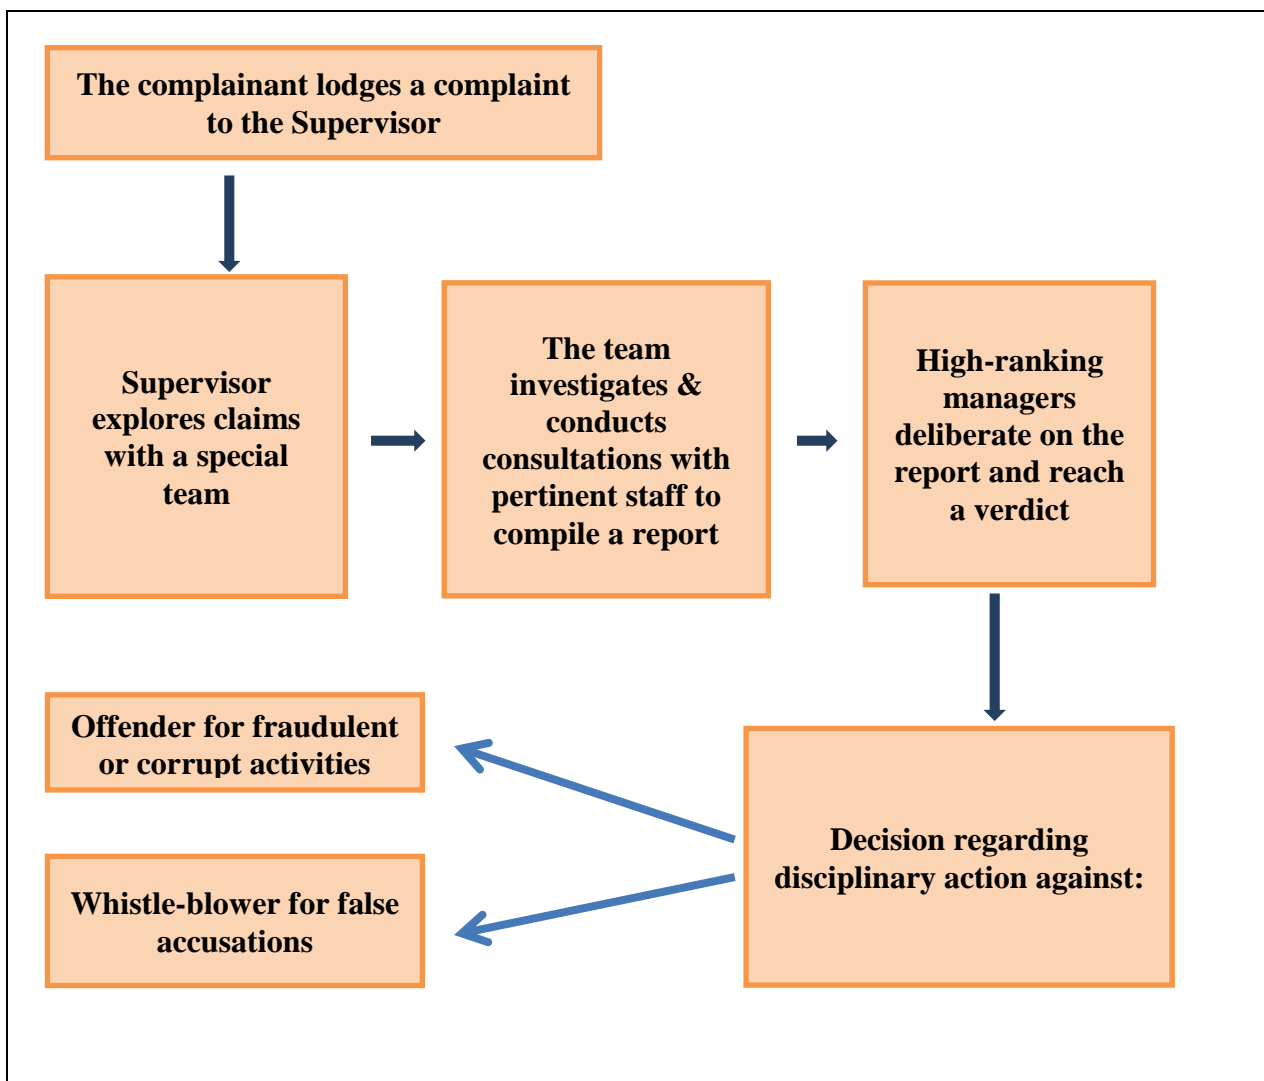 The complainant lodges a complaint
to the Supervisor
Supervisor
explores claims
with a special
team
The team
investigates &
conducts
consultations with
pertinent staff to
compile a report
High-ranking
managers
deliberate on the
report and reach
a verdict
Decision regarding
disciplinary action against:
Offender for fraudulent
or corrupt activities
Whistle-blower for false
accusations